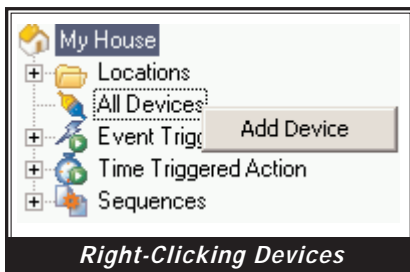 My House
Locations
All Devices
Event Trigg
Add Device
Time Triggered Action
Sequences
Right-Clicking Devices